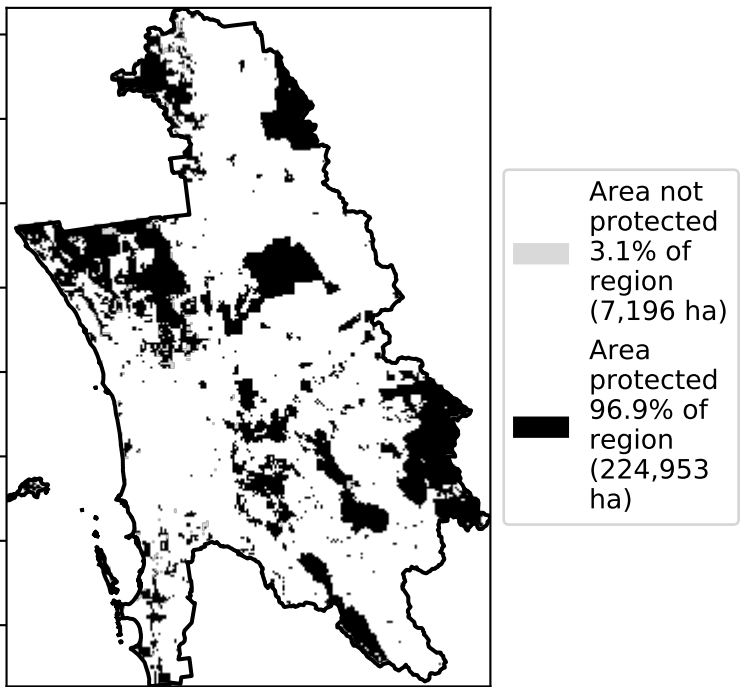 Area not
protected
3.1% of
region
(7,196 ha)
Area
protected
96.9% of
region
(224,953
ha)